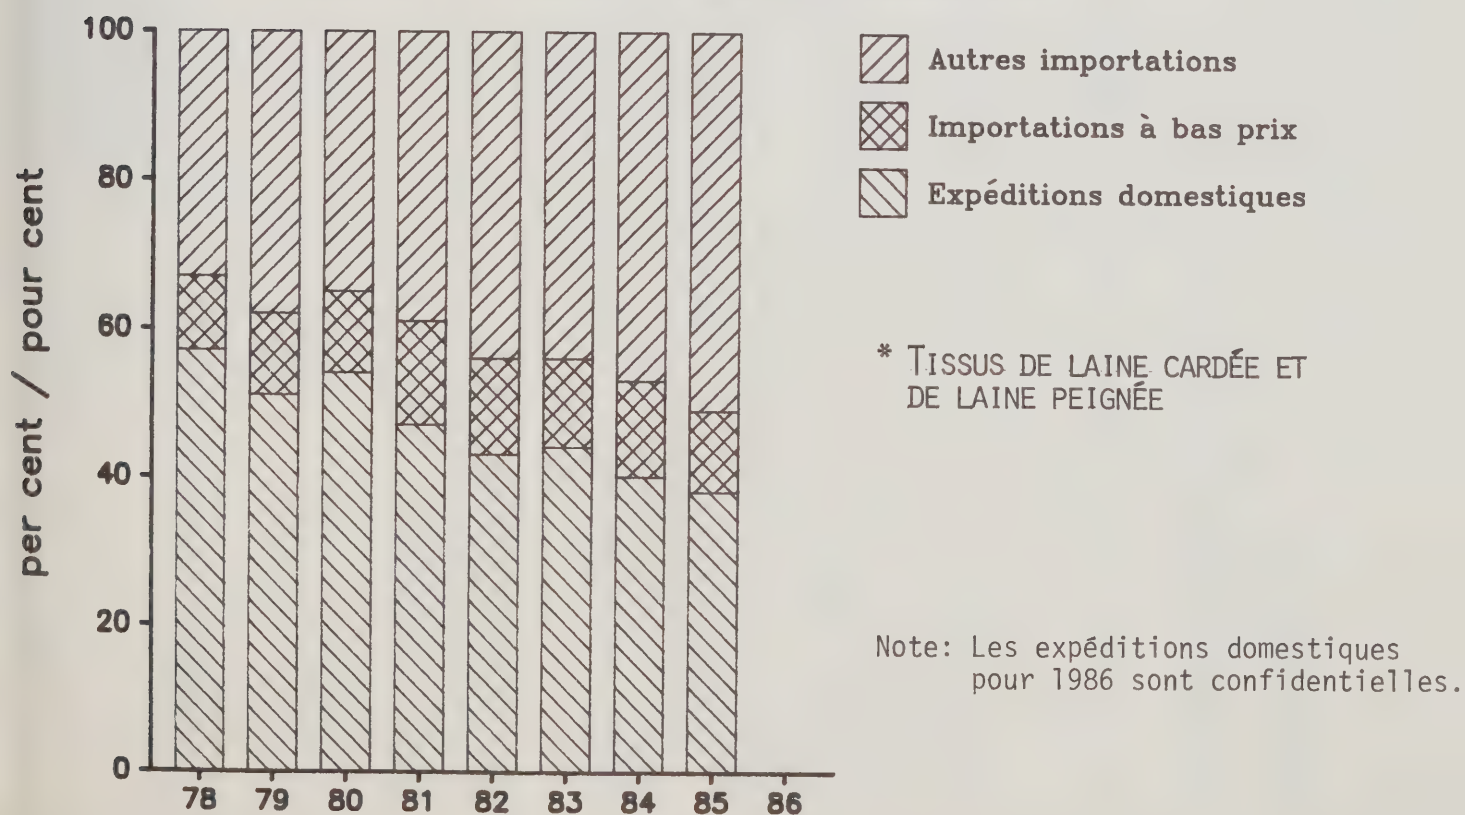 per cent / pour cent
100
80
60
40
20
0
78 79 80 81 82 83 84 85 86
Autres importations
Importations à bas prix
Expéditions domestiques
* TISSUS DE LAINE CARDÉE ET
DE LAINE PEIGNÉE
Note: Les expéditions domestiques
pour 1986 sont confidentielles.